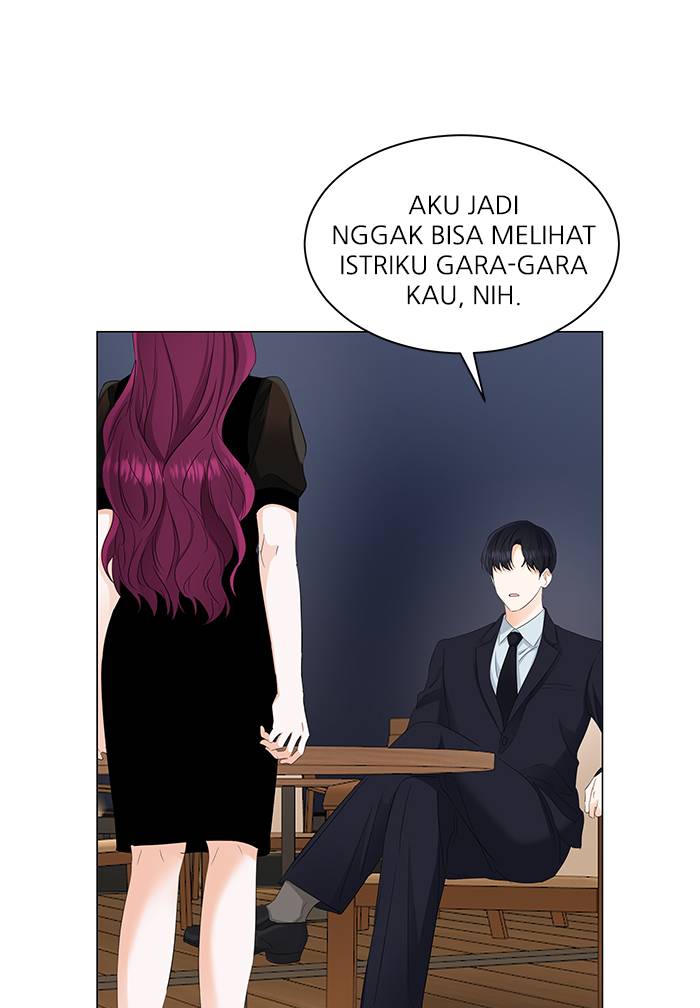 AKU JADI
NGGAK BISA MELIHAT
ISTRIKU GARA-GARA
KAU, NIH.